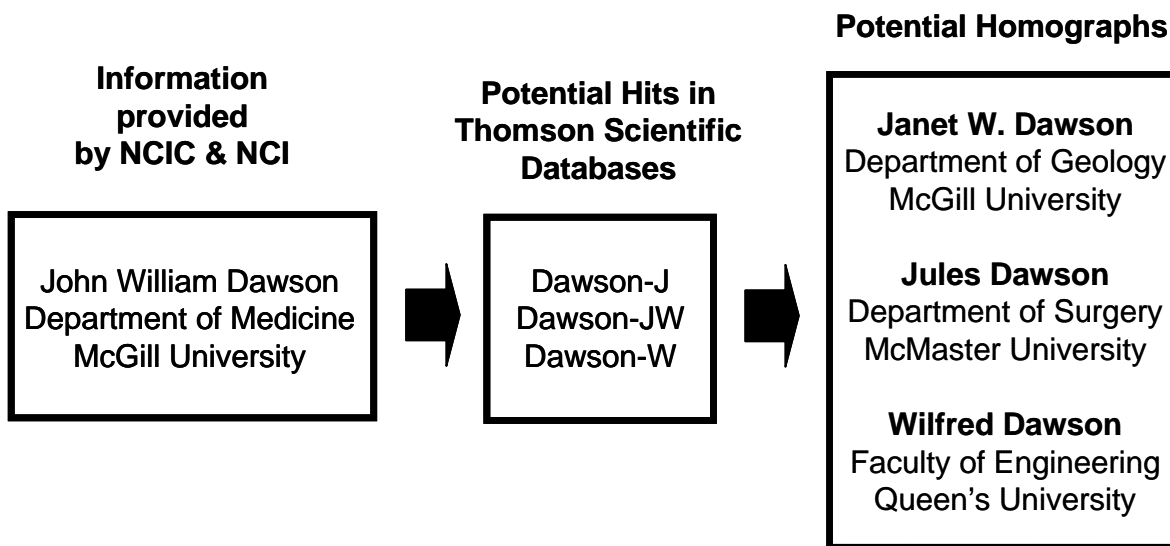 Information
provided
by NCIC & NCI
John William Dawson
Department of Medicine
McGill University
Potential Hits in
Thomson Scientific
Databases
Dawson-J
Dawson-JW
Dawson-W
Potential Homographs
Janet W. Dawson
Department of Geology
McGill University
Jules Dawson
Department of Surgery
McMaster University
Wilfred Dawson
Faculty of Engineering
Queen’s University